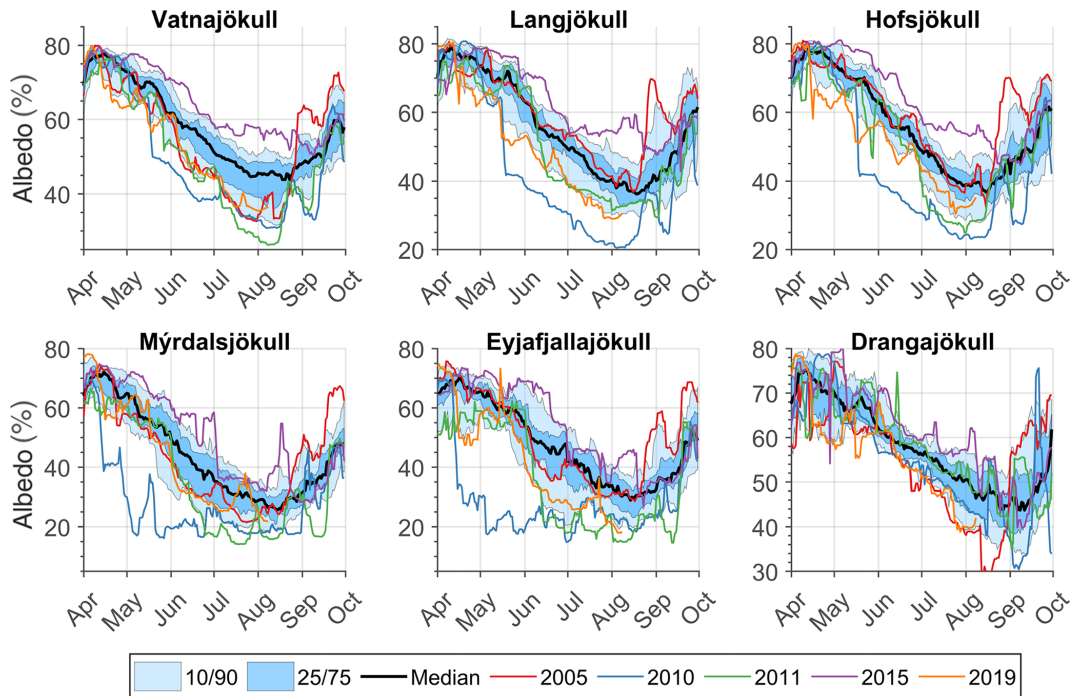 Vatnajökull
Langjökull
Hofsjökull
Albedo (%)
80
60
40
Apr May Jun Jul Aug Sep Oct
80
60
40
20
Apr May Jun Jul Aug Sep Oct
80
60
40
20
Apr May Jun Jul Aug Sep Oct
Mýrdalsjökull
Eyjafjallajökull
Drangajökull
Albedo (%)
80
60
40
20
Apr May Jun Jul Aug Sep Oct
80
60
40
20
Apr May Jun Jul Aug Sep Oct
80
70
60
50
40
30
Apr May Jun Jul Aug Sep Oct
10/90 25/75 Median 2005 2010 2011 2015 2019